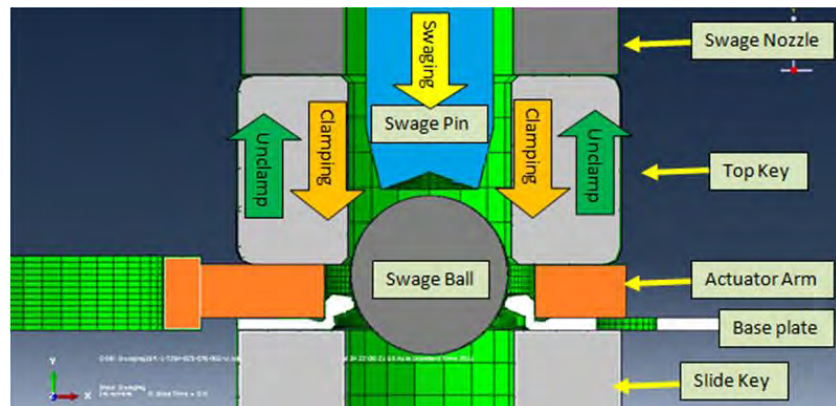 Swaging
Swage Nozzle
Swage Pin
Unclamp
Clamping
Clamping
Unclamp
Top Key
Swage Ball
Actuator Arm
Base plate
Slide Key
Y
X